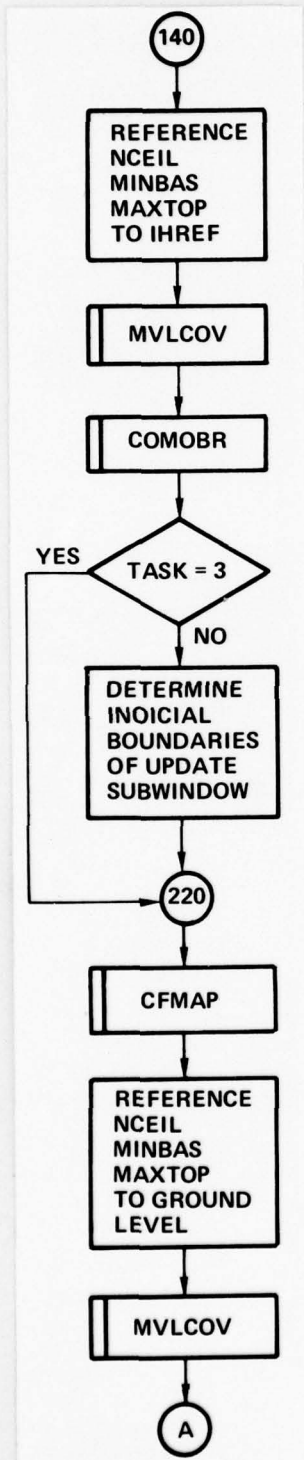 140
REFERENCE
NCEIL
MINBAS
MAXTOP
TO IHREF
MVLCOV
COMOBR
YES
TASK = 3
NO
DETERMINE
INOICIAL
BOUNDARIES
OF UPDATE
SUBWINDOW
220
CFMAP
REFERENCE
NCEIL
MINBAS
MAXTOP
TO GROUND
LEVEL
MVLCOV
A